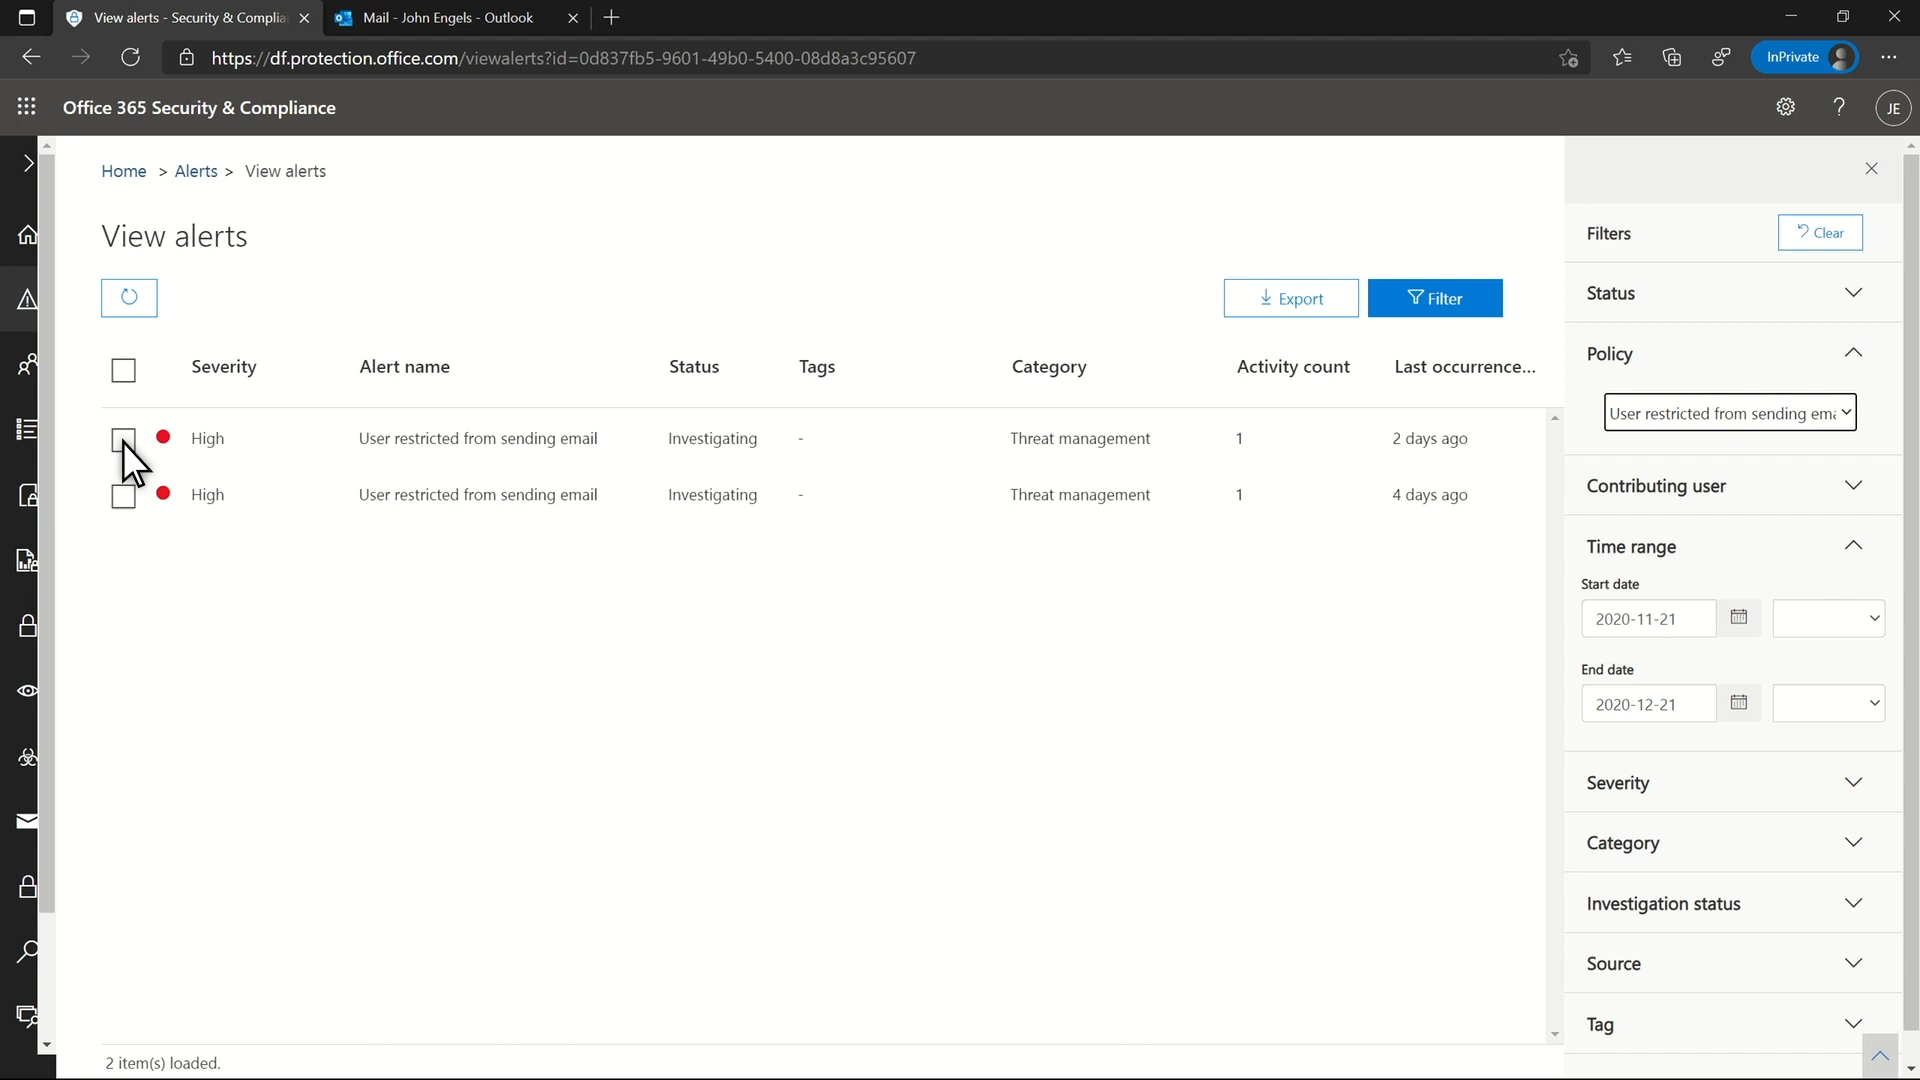 View alerts - Security & Complia
Mail - John Engels - Outlook
https://df.protection.office.com/viewalerts?id=0d837fb5-9601-49b0-5400-08d8a3c95607
InPrivate
Office 365 Security & Compliance
JE
Home > Alerts > View alerts
View alerts
Export
Filter
Severity Alert name Status Tags Category Activity count Last occurrence...
High User restricted from sending email Investigating - Threat management 1 2 days ago
High User restricted from sending email Investigating - Threat management 1 4 days ago
2 item(s) loaded.
Filters
Clear
Status
Policy
User restricted from sending ema
Contributing user
Time range
Start date
2020-11-21
End date
2020-12-21
Severity
Category
Investigation status
Source
Tag